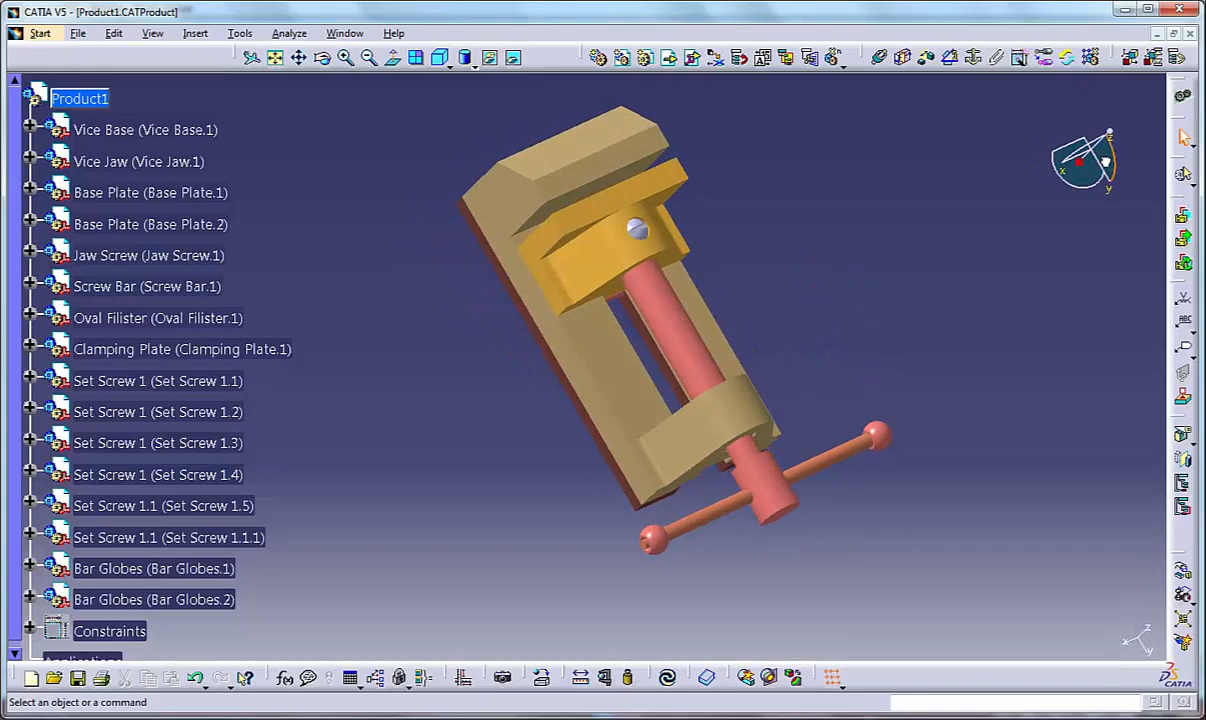 CATIA V5 - [Product1.CATProduct]
Start File Edit View Insert Tools Analyze Window Help
Product1
Vice Base (Vice Base.1)
Vice Jaw (Vice Jaw.1)
Base Plate (Base Plate.1)
Base Plate (Base Plate.2)
Jaw Screw (Jaw Screw.1)
Screw Bar (Screw Bar.1)
Oval Filister (Oval Filister.1)
Clamping Plate (Clamping Plate.1)
Set Screw 1 (Set Screw 1.1)
Set Screw 1 (Set Screw 1.2)
Set Screw 1 (Set Screw 1.3)
Set Screw 1 (Set Screw 1.4)
Set Screw 1.1 (Set Screw 1.5)
Set Screw 1.1 (Set Screw 1.1.1)
Bar Globes (Bar Globes.1)
Bar Globes (Bar Globes.2)
Constraints
Applications
z
x
y
ABC
x
z
y
CATIA
Select an object or a command